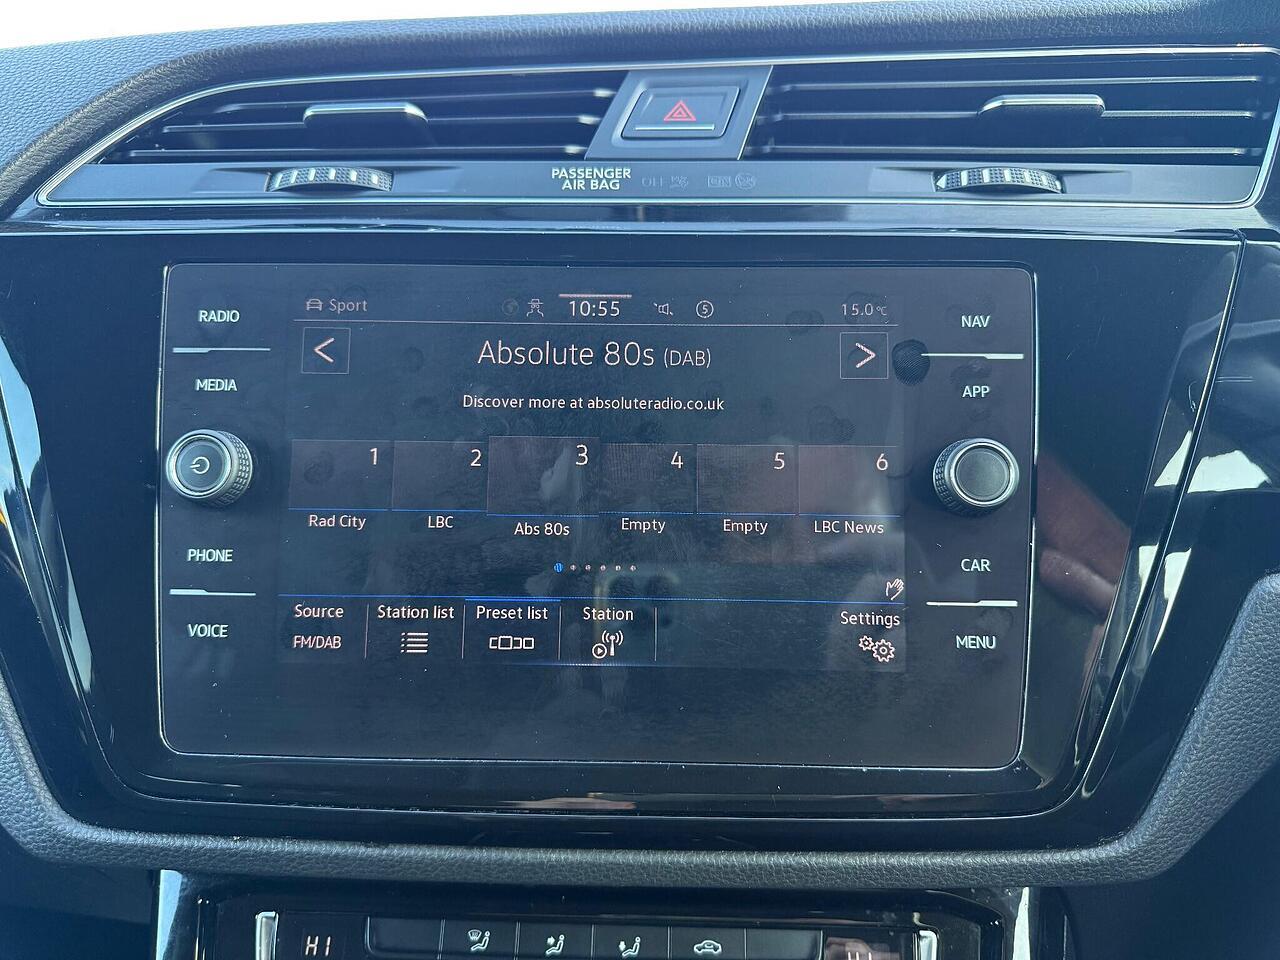 PASSENGER
AIR BAG
OFF
ON
RADIO
MEDIA
PHONE
VOICE
Sport
10:55
5
15.0°C
<
Absolute 80s (DAB)
>
Discover more at absoluteradio.co.uk
1 2 3 4 5 6
Rad City LBC Abs 80s Empty Empty LBC News
Source Station list Preset list Station Settings
FM/DAB
NAV
APP
CAR
MENU
HI
HI